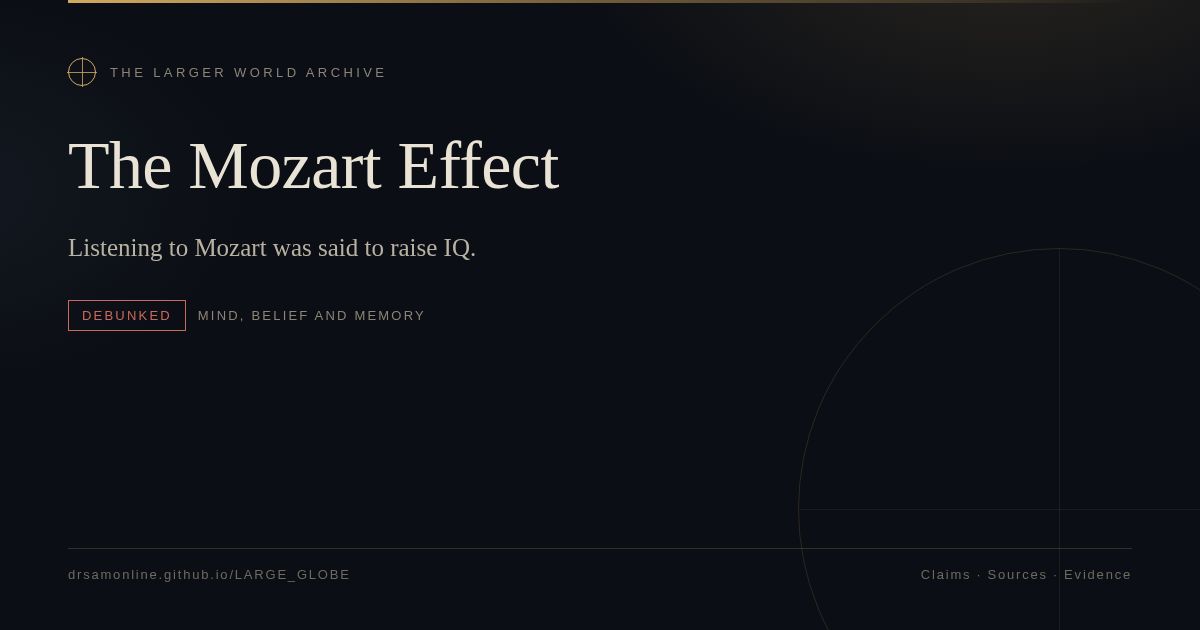 THE LARGER WORLD ARCHIVE
The Mozart Effect
Listening to Mozart was said to raise IQ.
DEBUNKED MIND, BELIEF AND MEMORY
drsamonline.github.io/LARGE_GLOBE Claims · Sources · Evidence